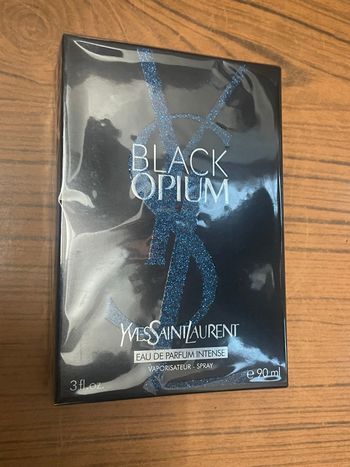 BLACK
OPIUM
YVESSAINTLAURENT
EAU DE PARFUM INTENSE
VAPORISATEUR - SPRAY
3 fl.oz. e 90 ml